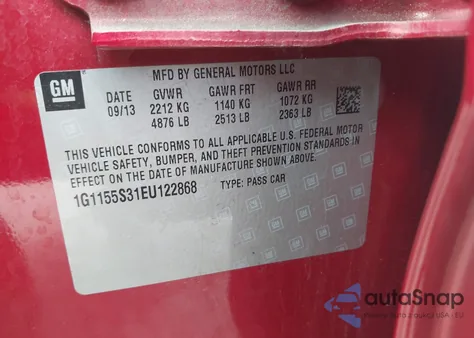 GM
MFD BY GENERAL MOTORS LLC
DATE GVWR GAWR FRT GAWR RR
09/13 2212 KG 1140 KG 1072 KG
4876 LB 2513 LB 2363 LB
THIS VEHICLE CONFORMS TO ALL APPLICABLE U.S. FEDERAL MOTOR
VEHICLE SAFETY, BUMPER, AND THEFT PREVENTION STANDARDS IN
EFFECT ON THE DATE OF MANUFACTURE SHOWN ABOVE.
1G1155S31EU122868 TYPE: PASS CAR
autoSnap